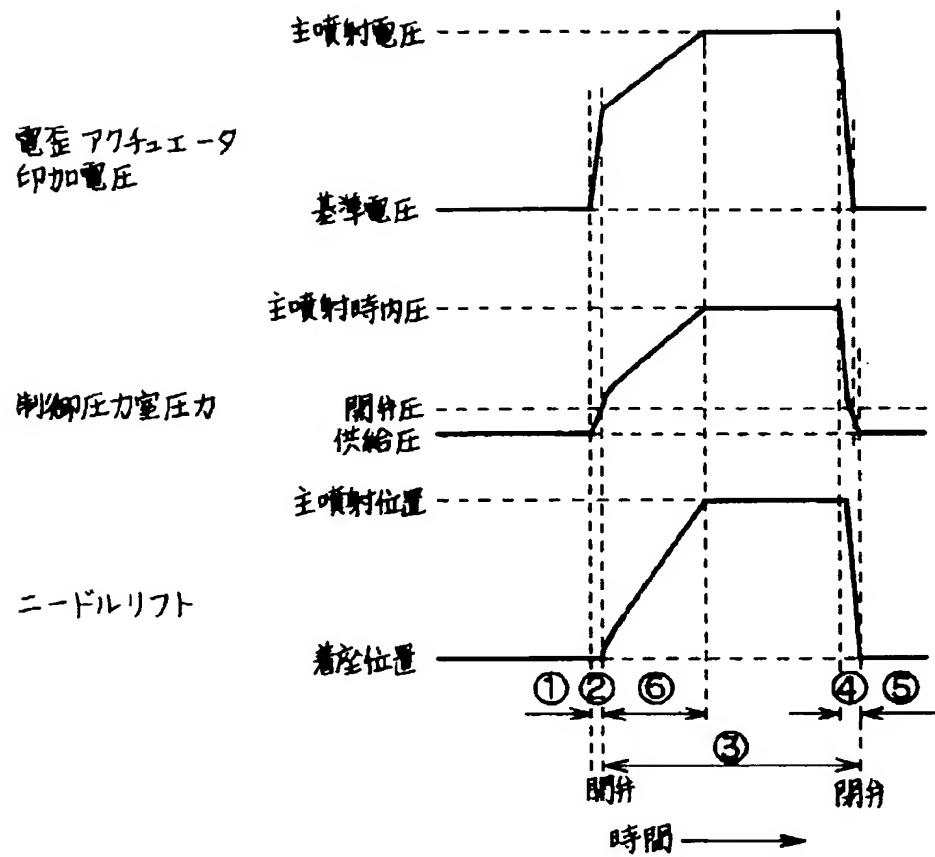 主噴射電圧
電歪アクチュエータ
印加電圧
基準電圧
主噴射時内圧
制御圧力室圧力
開弁圧
供給圧
主噴射位置
ニードルリフト
着座位置
① ② ⑥ ④ ⑤
③
開弁 閉弁
時間